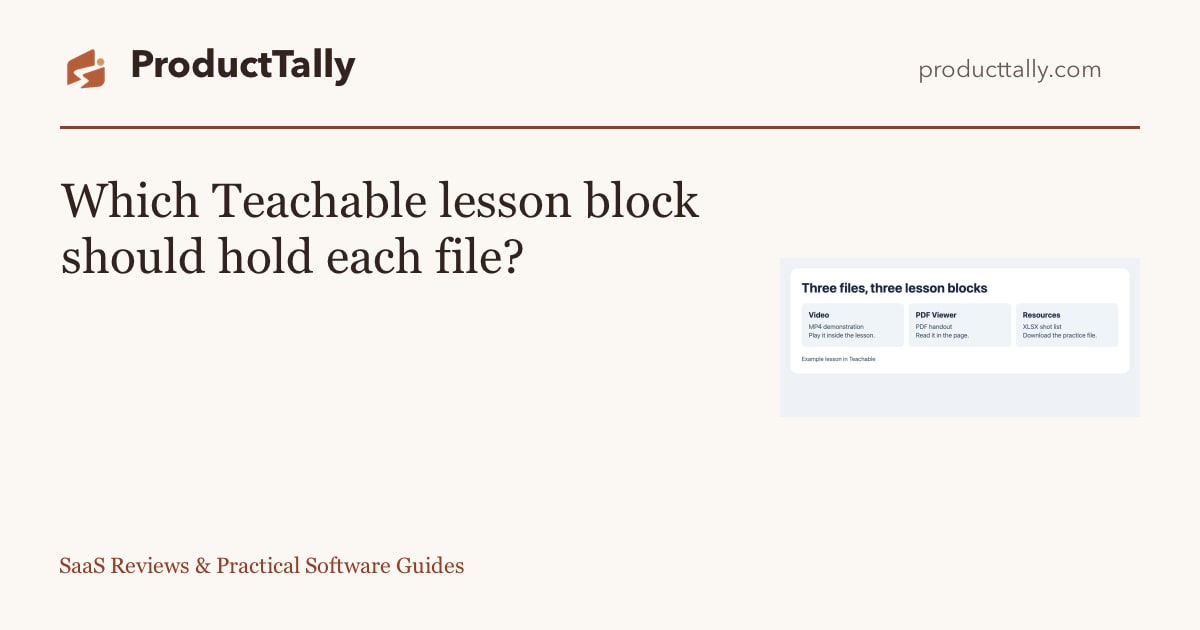 ProductTally
producttally.com
Which Teachable lesson block
should hold each file?
Three files, three lesson blocks
Video
MP4 demonstration
Play it inside the lesson.
PDF Viewer
PDF handout
Read it in the page.
Resources
XLSX shot list
Download the practice file.
Example lesson in Teachable
SaaS Reviews & Practical Software Guides